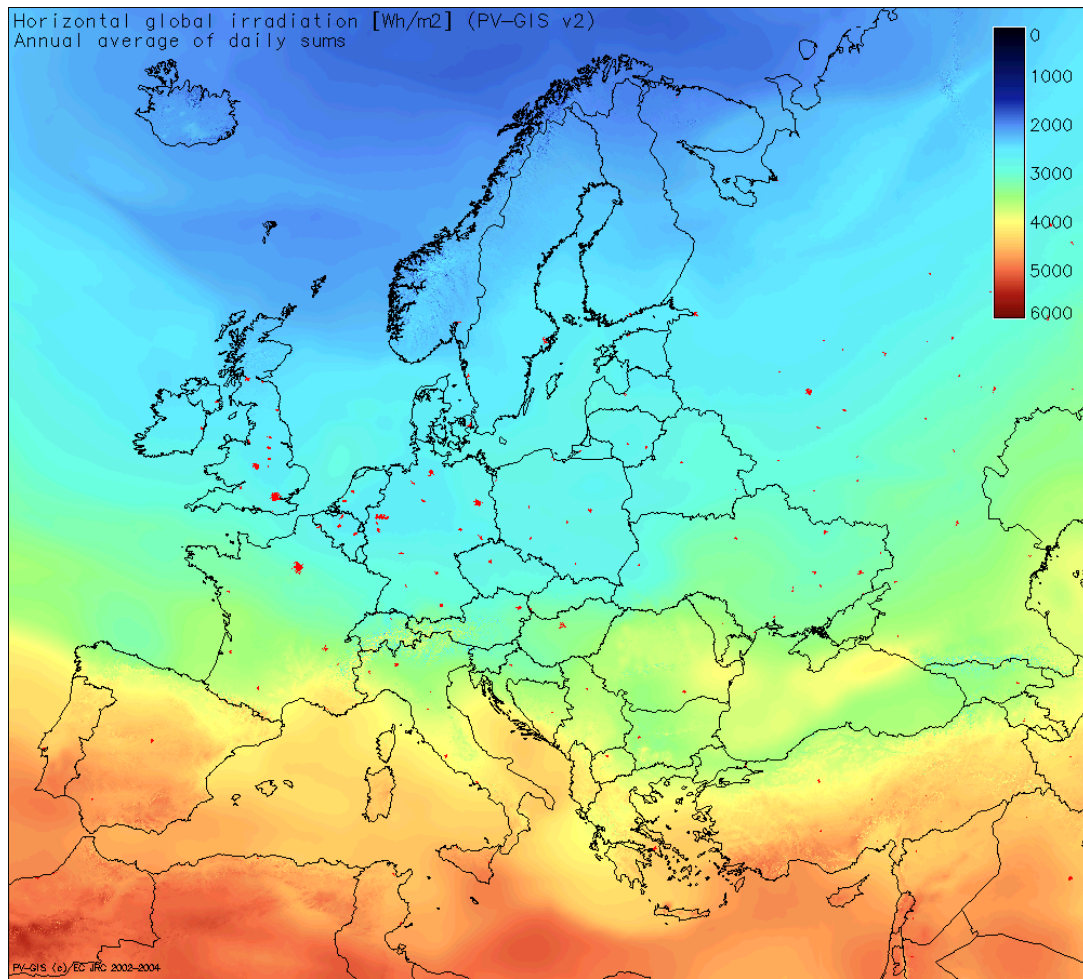 Horizontal global irradiation [Wh/m2] (PV-GIS v2)
Annual average of daily sums
0
1000
2000
3000
4000
5000
6000
PV-GIS (c)/EC JRC 2002-2004